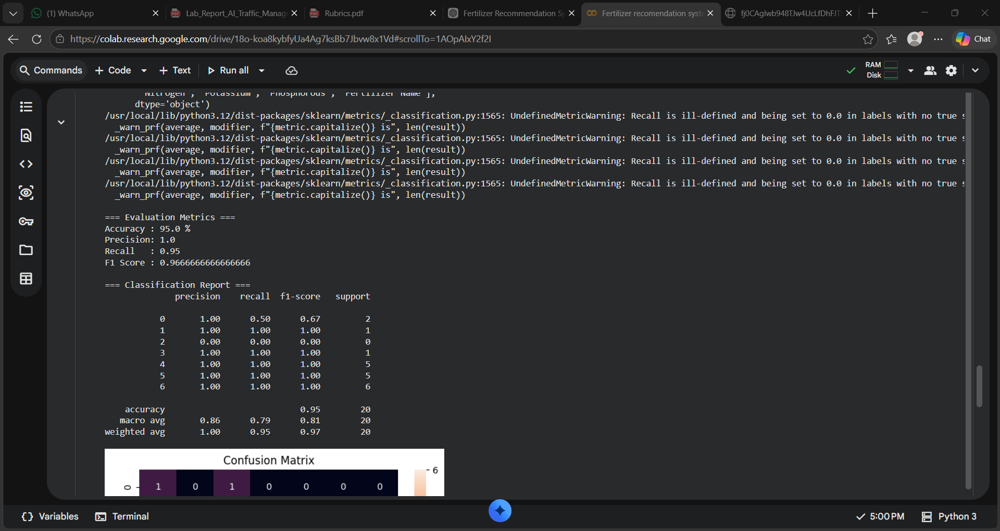 (1) WhatsApp
Lab_Report_AI_Traffic_Manag
Rubrics.pdf
Fertilizer Recommendation Sy
Fertilizer recomendation syste
https://colab.research.google.com/drive/18o-koa8kybfyUa4Ag7ksBb7Jbvw8x1Vd#scrollTo=1AOpAlxY2f2I
Chat
Commands + Code + Text Run all
RAM
Disk
Nitrogen', 'Potassium', 'Phosphorous', 'Fertilizer Name'],
dtype='object')
/usr/local/lib/python3.12/dist-packages/sklearn/metrics/_classification.py:1565: UndefinedMetricWarning: Recall is ill-defined and being set to 0.0 in labels with no true s
_warn_prf(average, modifier, f"{metric.capitalize()} is", len(result))
/usr/local/lib/python3.12/dist-packages/sklearn/metrics/_classification.py:1565: UndefinedMetricWarning: Recall is ill-defined and being set to 0.0 in labels with no true s
_warn_prf(average, modifier, f"{metric.capitalize()} is", len(result))
/usr/local/lib/python3.12/dist-packages/sklearn/metrics/_classification.py:1565: UndefinedMetricWarning: Recall is ill-defined and being set to 0.0 in labels with no true s
_warn_prf(average, modifier, f"{metric.capitalize()} is", len(result))
/usr/local/lib/python3.12/dist-packages/sklearn/metrics/_classification.py:1565: UndefinedMetricWarning: Recall is ill-defined and being set to 0.0 in labels with no true s
_warn_prf(average, modifier, f"{metric.capitalize()} is", len(result))
=== Evaluation Metrics ===
Accuracy : 95.0 %
Precision: 1.0
Recall : 0.95
F1 Score : 0.9666666666666666
=== Classification Report ===
precision recall f1-score support
0 1.00 0.50 0.67 2
1 1.00 1.00 1.00 1
2 0.00 0.00 0.00 0
3 1.00 1.00 1.00 1
4 1.00 1.00 1.00 5
5 1.00 1.00 1.00 5
6 1.00 1.00 1.00 6
accuracy 0.95 20
macro avg 0.86 0.79 0.81 20
weighted avg 1.00 0.95 0.97 20
Confusion Matrix
6
0 1 0 1 0 0 0 0
Variables Terminal
5:00 PM Python 3